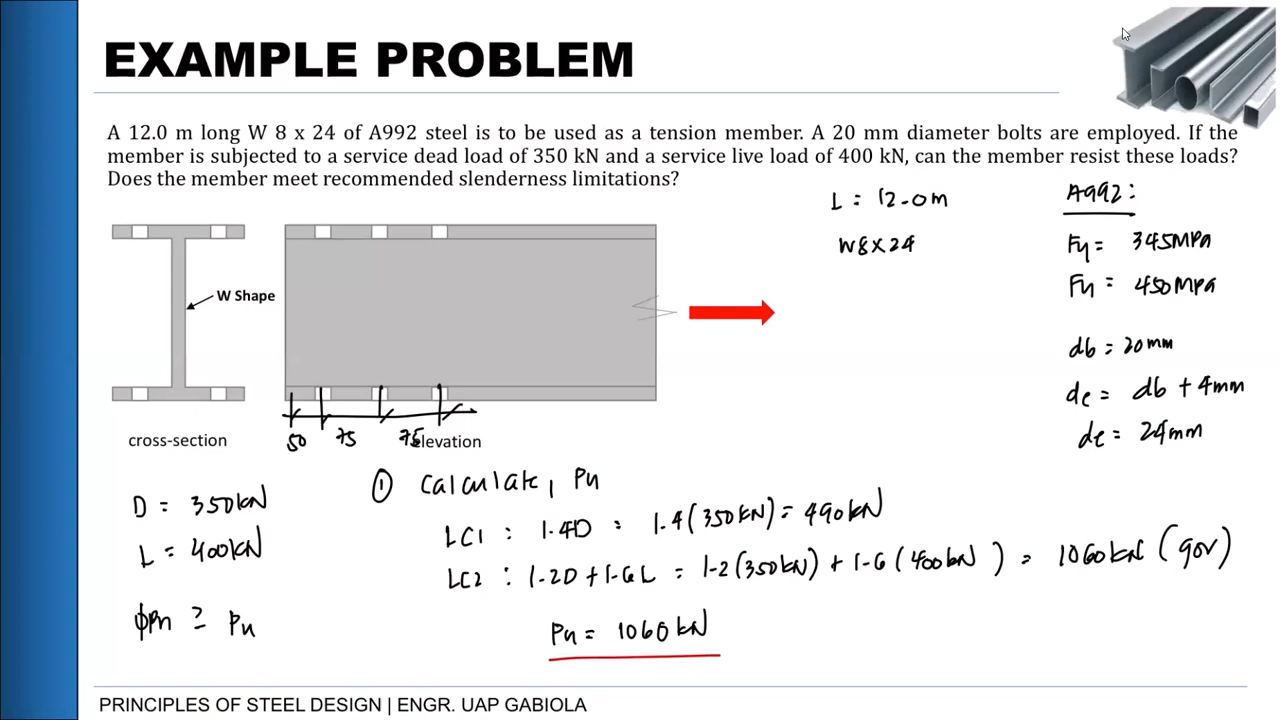 EXAMPLE PROBLEM
A 12.0 m long W 8 x 24 of A992 steel is to be used as a tension member. A 20 mm diameter bolts are employed. If the
member is subjected to a service dead load of 350 kN and a service live load of 400 kN, can the member resist these loads?
Does the member meet recommended slenderness limitations?
L = 12.0m
W8x24
A992:
Fy = 345MPa
Fu = 450MPa
db = 20mm
de = db + 4mm
de = 24mm
W Shape
50
75
75
cross-section
elevation
D = 350kN
L = 400kN
ϕPn ≥? Pu
① Calculate, Pu
LC1 : 1.4D = 1.4(350kN) = 490kN
LC2 : 1.2D + 1.6L = 1.2(350kN) + 1.6(400kN) = 1060kN (gov)
Pu = 1060kN
PRINCIPLES OF STEEL DESIGN | ENGR. UAP GABIOLA